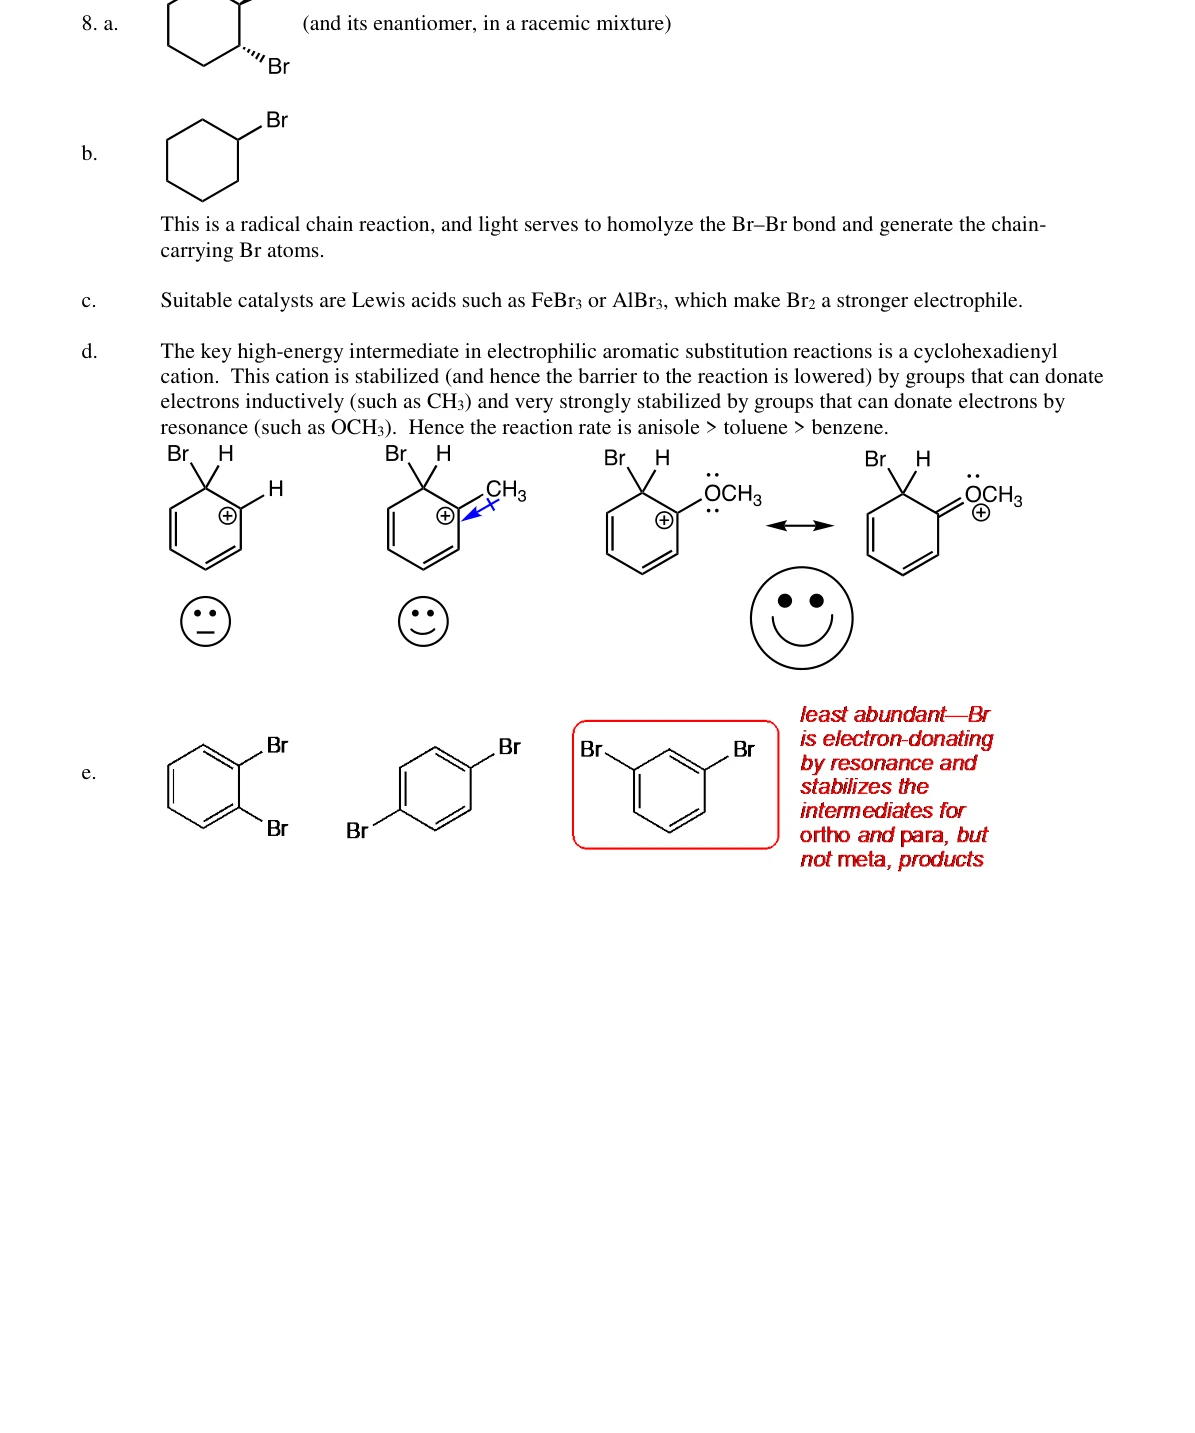 8. a.
(and its enantiomer, in a racemic mixture)
Br
Br
b.
This is a radical chain reaction, and light serves to homolyze the Br–Br bond and generate the chain-
carrying Br atoms.
c.
Suitable catalysts are Lewis acids such as FeBr3 or AlBr3, which make Br2 a stronger electrophile.
d.
The key high-energy intermediate in electrophilic aromatic substitution reactions is a cyclohexadienyl
cation.  This cation is stabilized (and hence the barrier to the reaction is lowered) by groups that can donate
electrons inductively (such as CH3) and very strongly stabilized by groups that can donate electrons by
resonance (such as OCH3).  Hence the reaction rate is anisole > toluene > benzene.
Br H
H
Br H
CH3
Br H
OCH3
Br H
OCH3
e.
Br
Br
Br
Br
Br
Br
least abundant—Br
is electron-donating
by resonance and
stabilizes the
intermediates for
ortho and para, but
not meta, products